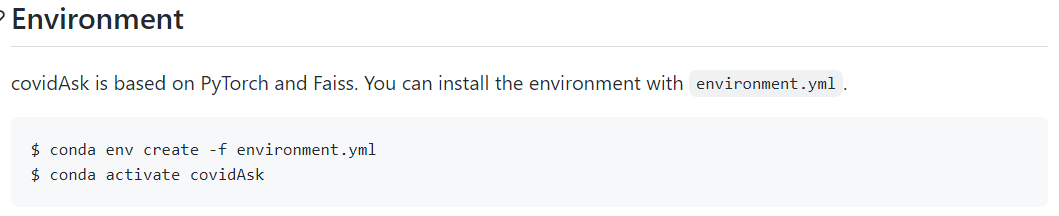 Environment
covidAsk is based on PyTorch and Faiss. You can install the environment with environment.yml.
$ conda env create -f environment.yml
$ conda activate covidAsk